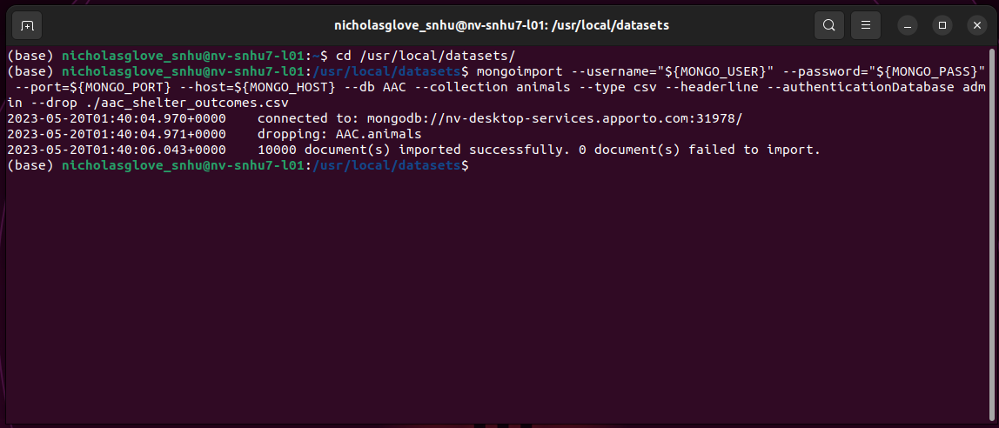 nicholasglove_snhu@nv-snhu7-l01: /usr/local/datasets
(base) nicholasglove_snhu@nv-snhu7-l01:~$ cd /usr/local/datasets/
(base) nicholasglove_snhu@nv-snhu7-l01:/usr/local/datasets$ mongoimport --username="${MONGO_USER}" --password="${MONGO_PASS}"
 --port=${MONGO_PORT} --host=${MONGO_HOST} --db AAC --collection animals --type csv --headerline --authenticationDatabase adm
in --drop ./aac_shelter_outcomes.csv
2023-05-20T01:40:04.970+0000    connected to: mongodb://nv-desktop-services.apporto.com:31978/
2023-05-20T01:40:04.971+0000    dropping: AAC.animals
2023-05-20T01:40:06.043+0000    10000 document(s) imported successfully. 0 document(s) failed to import.
(base) nicholasglove_snhu@nv-snhu7-l01:/usr/local/datasets$